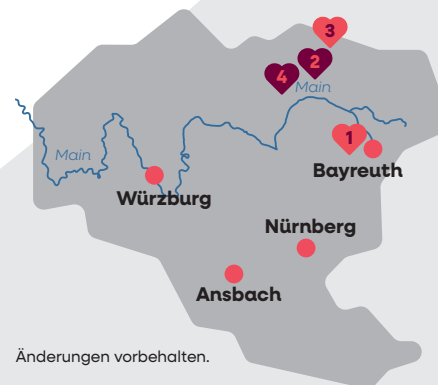 3
2
4
Main
1
Main
Bayreuth
Würzburg
Nürnberg
Ansbach
Änderungen vorbehalten.